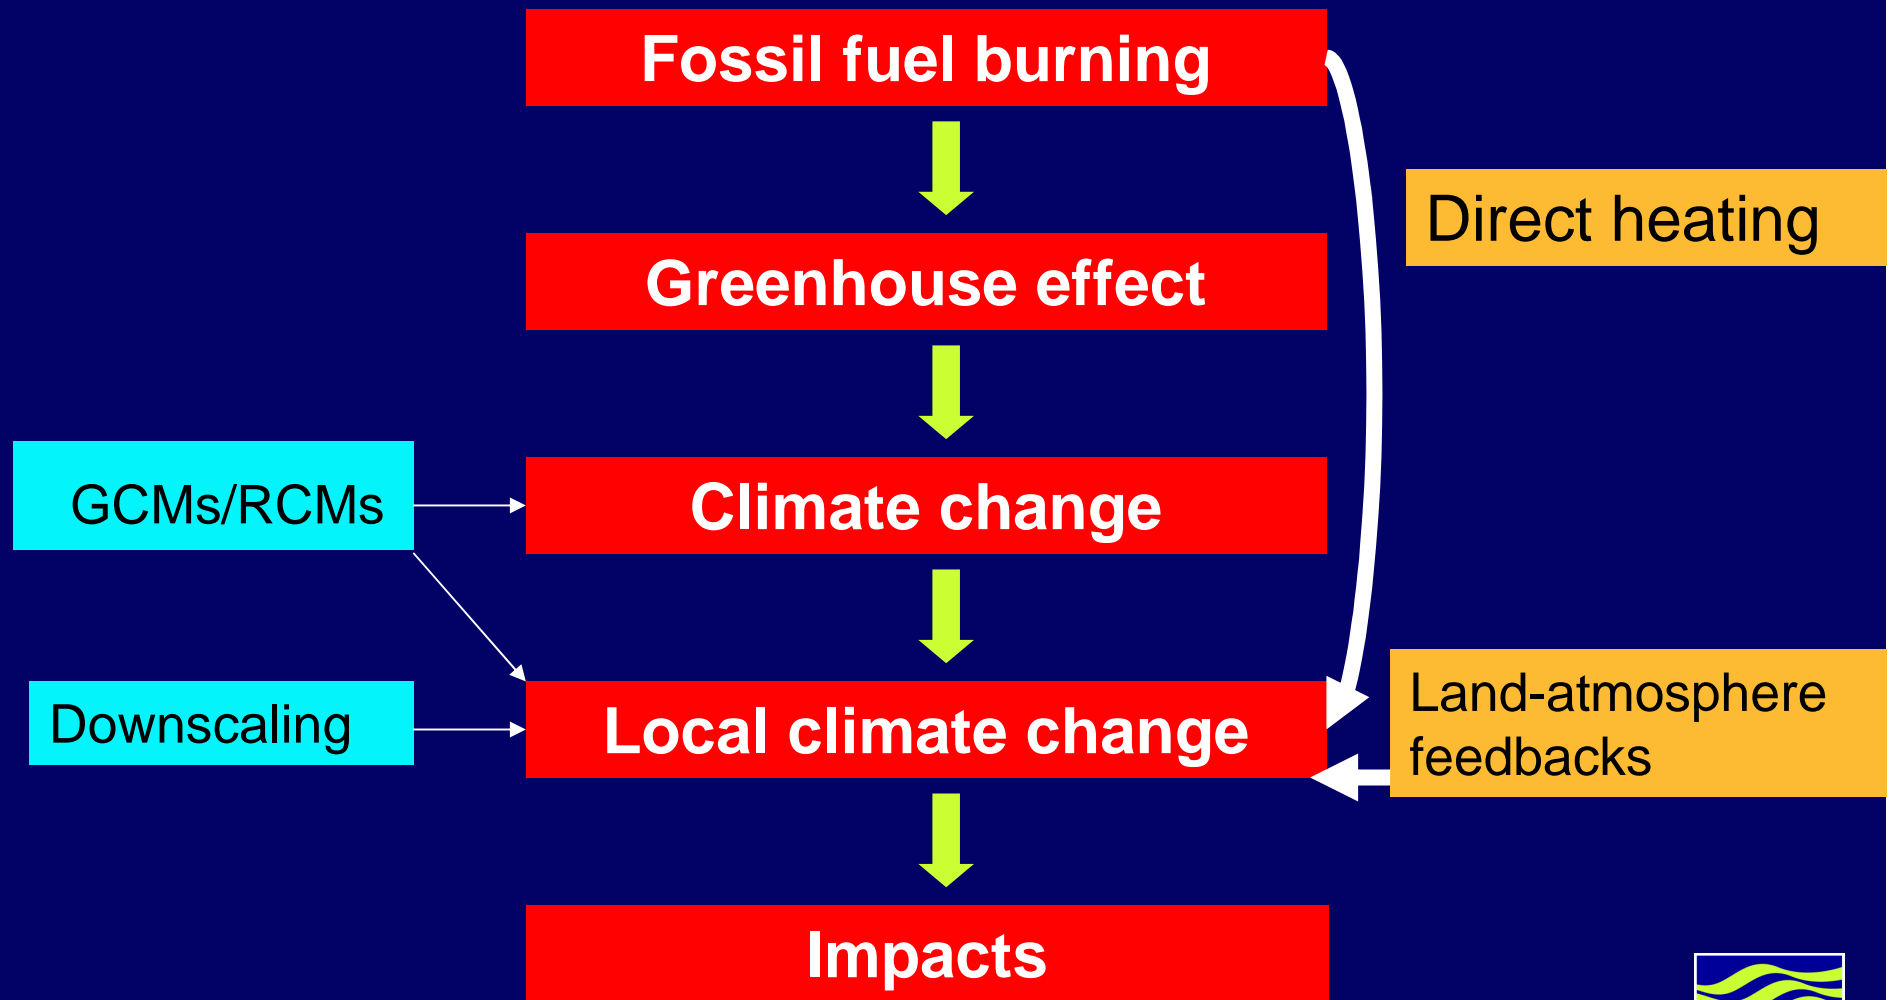 Fossil fuel burning
Direct heating
Greenhouse effect
GCMs/RCMs
Climate change
Downscaling
Local climate change
Land-atmosphere
feedbacks
Impacts